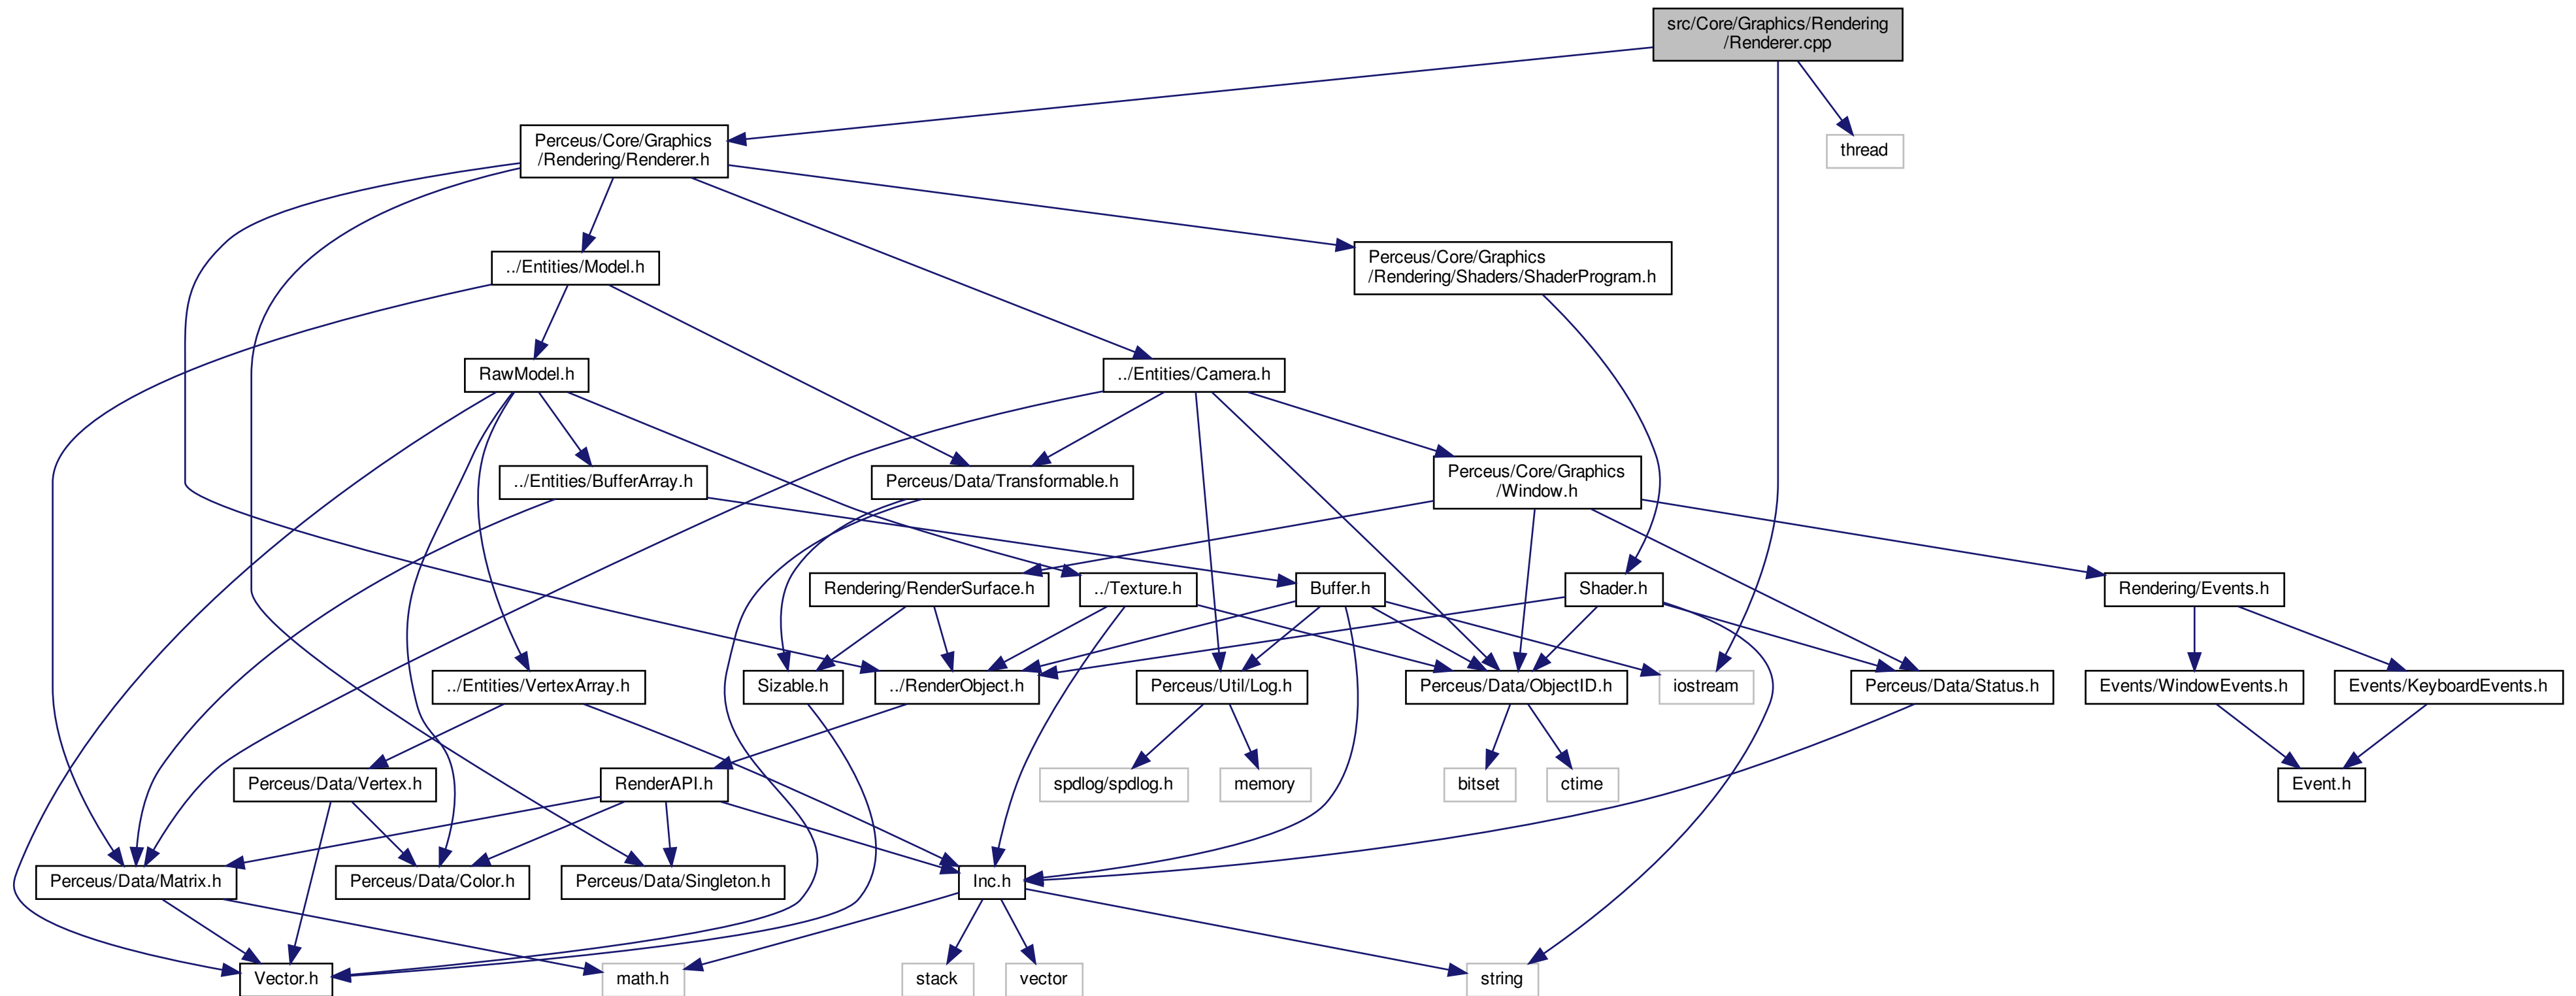 src/Core/Graphics/Rendering
/Renderer.cpp
Perceus/Core/Graphics
/Rendering/Renderer.h
thread
../Entities/Model.h
Perceus/Core/Graphics
/Rendering/Shaders/ShaderProgram.h
RawModel.h
../Entities/Camera.h
../Entities/BufferArray.h
Perceus/Data/Transformable.h
Perceus/Core/Graphics
/Window.h
Rendering/RenderSurface.h
../Texture.h
Buffer.h
Shader.h
Rendering/Events.h
../Entities/VertexArray.h
Sizable.h
../RenderObject.h
Perceus/Util/Log.h
Perceus/Data/ObjectID.h
iostream
Perceus/Data/Status.h
Events/WindowEvents.h
Events/KeyboardEvents.h
Perceus/Data/Vertex.h
RenderAPI.h
spdlog/spdlog.h
memory
bitset
ctime
Event.h
Perceus/Data/Matrix.h
Perceus/Data/Color.h
Perceus/Data/Singleton.h
Inc.h
Vector.h
math.h
stack
vector
string